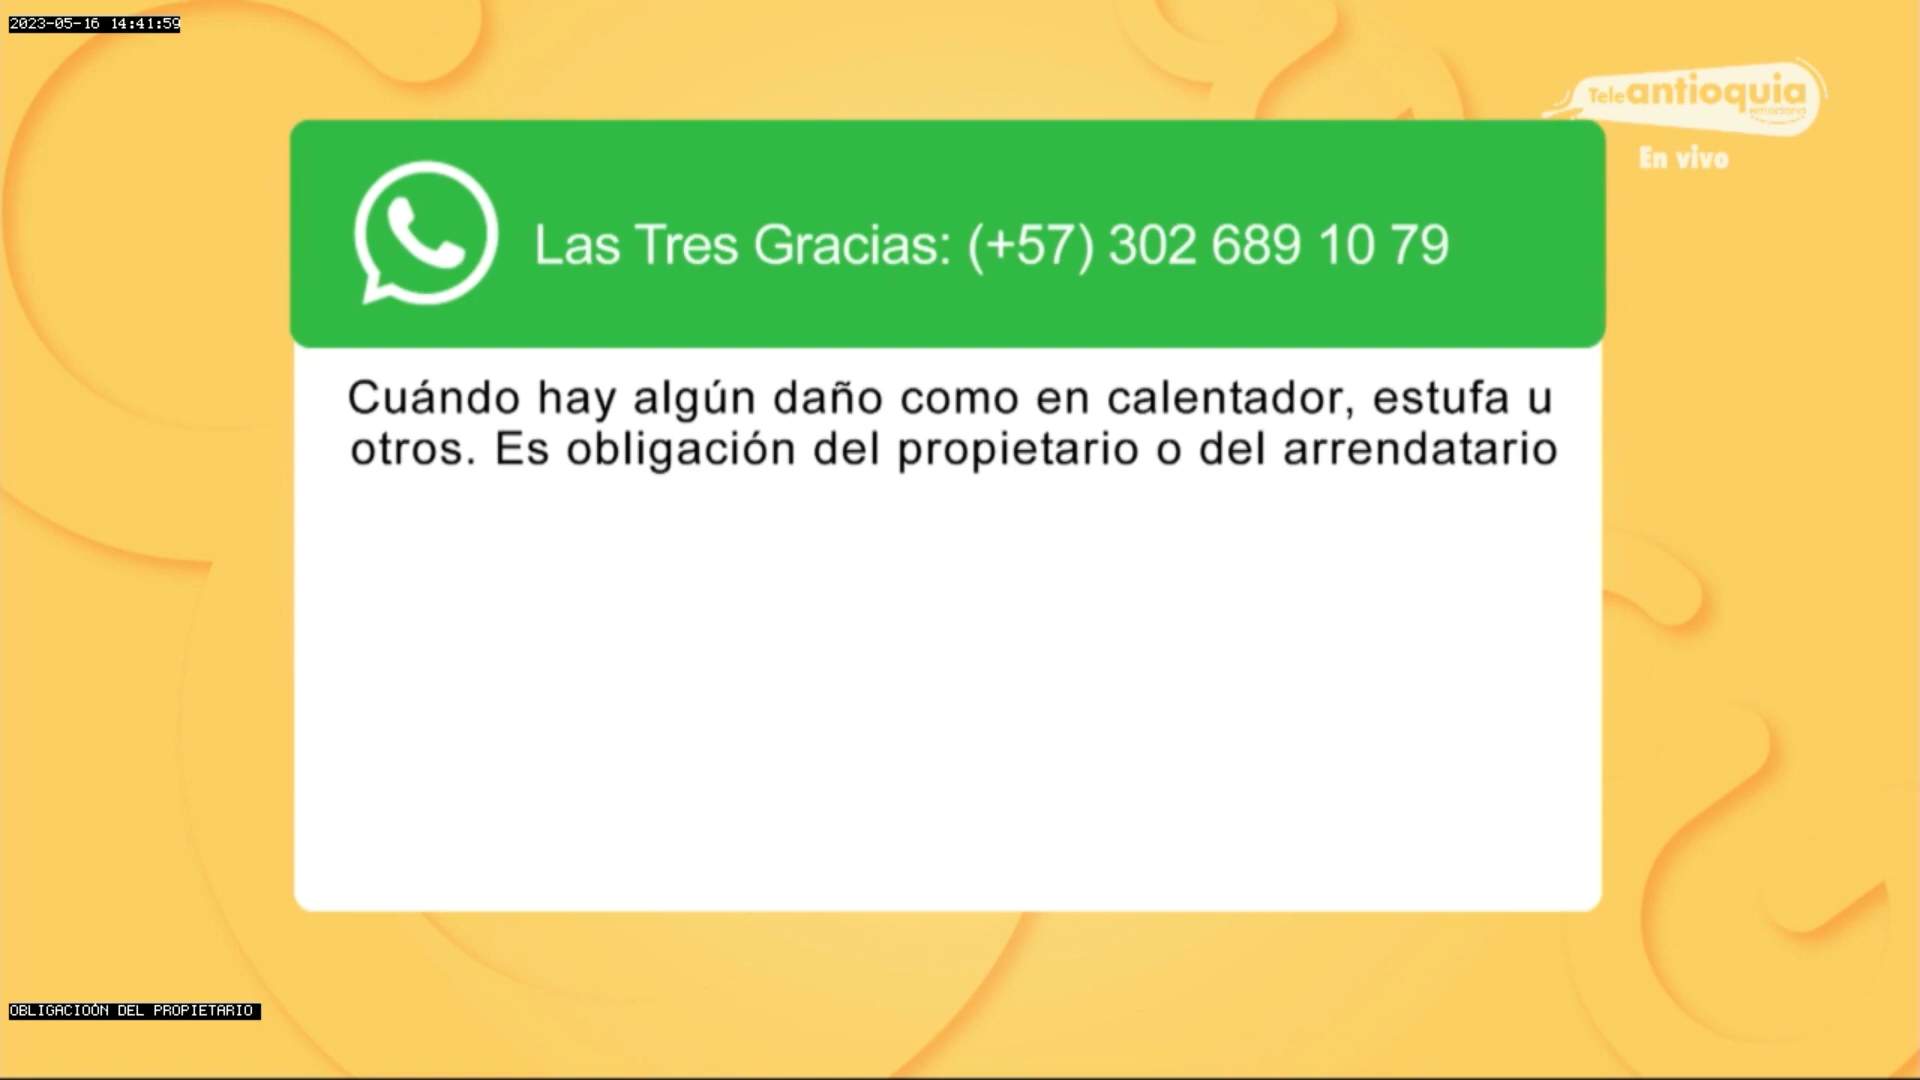 2023-05-16 14:41:59
Teleantioquia
emociona
En vivo
Las Tres Gracias: (+57) 302 689 10 79
Cuándo hay algún daño como en calentador, estufa u
otros. Es obligación del propietario o del arrendatario
OBLIGACIOÓN DEL PROPIETARIO